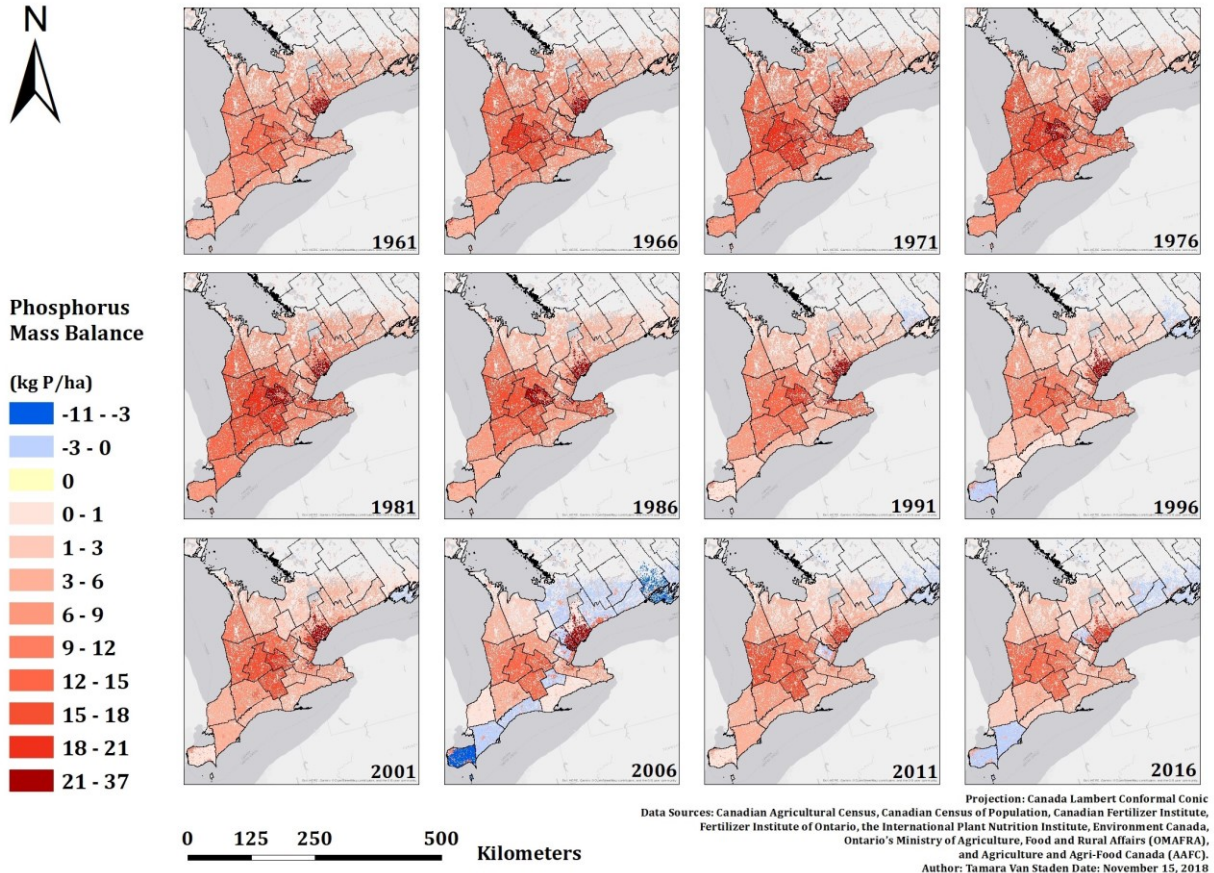 N
1961
1966
1971
1976
Phosphorus
Mass Balance
(kg P/ha)
-11 - -3
-3 - 0
0
0 - 1
1 - 3
3 - 6
6 - 9
9 - 12
12 - 15
15 - 18
18 - 21
21 - 37
1981
1986
1991
1996
2001
2006
2011
2016
0 125 250 500
Kilometers
Projection: Canada Lambert Conformal Conic
Data Sources: Canadian Agricultural Census, Canadian Census of Population, Canadian Fertilizer Institute,
Fertilizer Institute of Ontario, the International Plant Nutrition Institute, Environment Canada,
Ontario's Ministry of Agriculture, Food and Rural Affairs (OMAFRA),
and Agriculture and Agri-Food Canada (AAFC).
Author: Tamara Van Staden Date: November 15, 2018